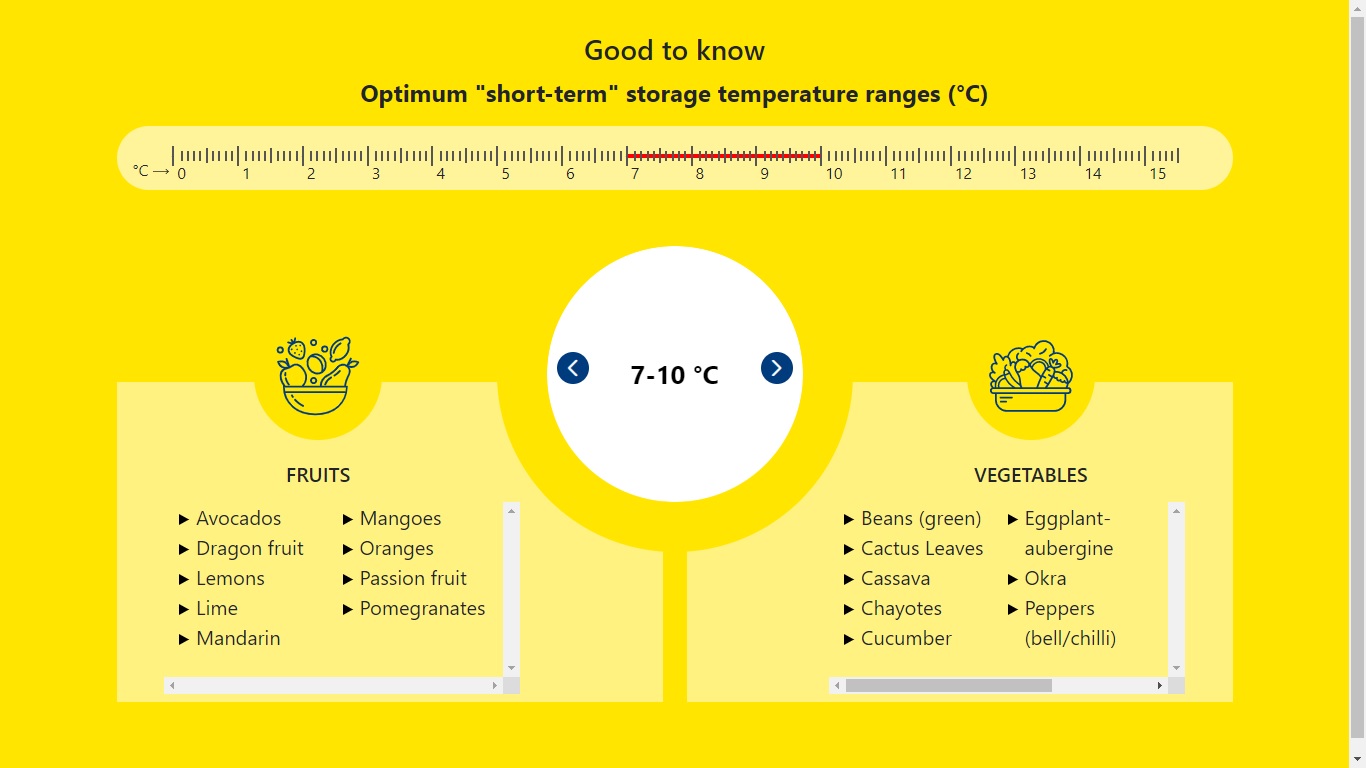 Good to know
Optimum "short-term" storage temperature ranges (°C)
°C → 0 1 2 3 4 5 6 7 8 9 10 11 12 13 14 15
7-10 °C
FRUITS
Avocados
Dragon fruit
Lemons
Lime
Mandarin
Mangoes
Oranges
Passion fruit
Pomegranates
VEGETABLES
Beans (green)
Cactus Leaves
Cassava
Chayotes
Cucumber
Eggplant-
aubergine
Okra
Peppers
(bell/chilli)